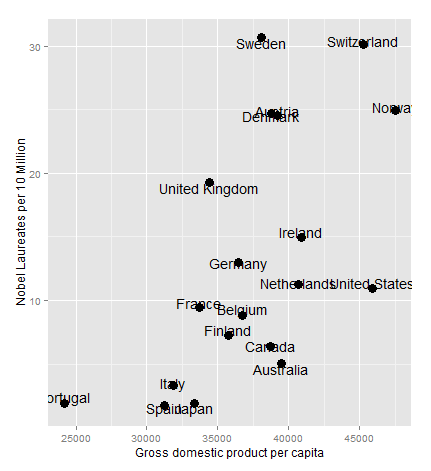 30
20
10
Nobel Laureates per 10 Million
Sweden
Switzerland
Norwa
Austria
Denmark
United Kingdom
Ireland
Germany
Netherlands
United States
France
Belgium
Finland
Canada
Australia
Italy
ortugal
Spain
Japan
25000 30000 35000 40000 45000
Gross domestic product per capita